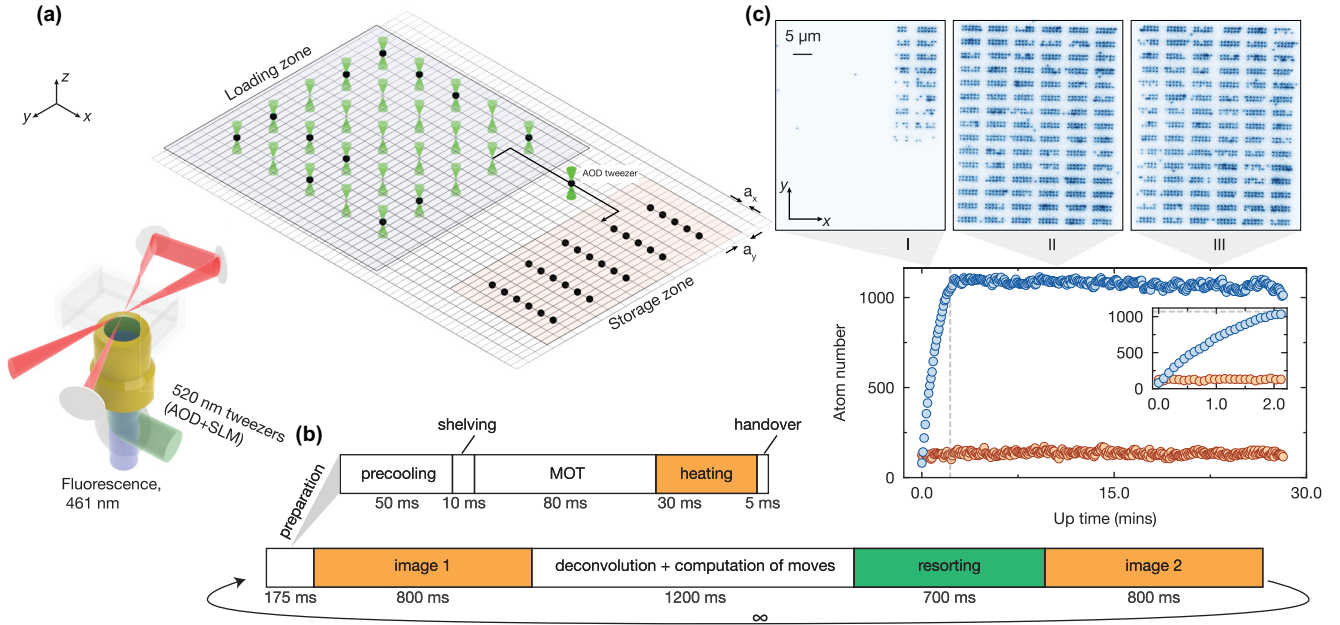 (a)
z
y
x
Loading zone
AOD tweezer
a_x
a_y
Storage zone
520 nm tweezers
(AOD+SLM)
Fluorescence,
461 nm
(b)
shelving
handover
precooling
MOT
heating
50 ms
10 ms
80 ms
30 ms
5 ms
preparation
image 1
deconvolution + computation of moves
resorting
image 2
175 ms
800 ms
1200 ms
700 ms
800 ms
∞
(c)
5 µm
y
x
I
II
III
Atom number
1000
500
0
1000
500
0
0.0
1.0
2.0
0.0
15.0
30.0
Up time (mins)